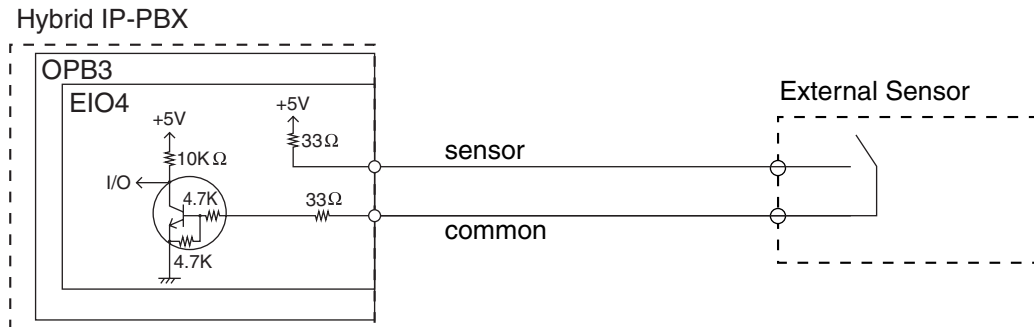 Hybrid IP-PBX
OPB3
EIO4
External Sensor
+5V
+5V
33Ω
sensor
10KΩ
I/O
4.7K
33Ω
common
4.7K